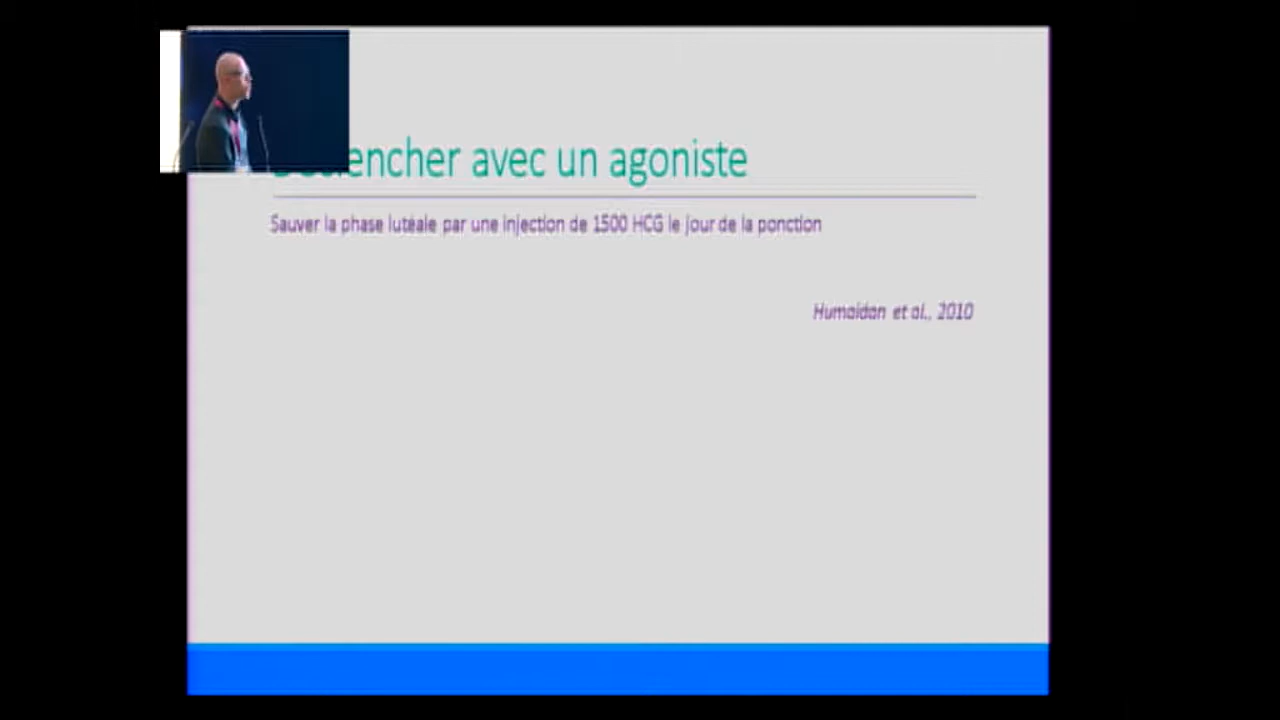 avec un agoniste
Sauver la phase lutéale par une injection de 1500 HCG le jour de la ponction
Humaidan et al., 2010